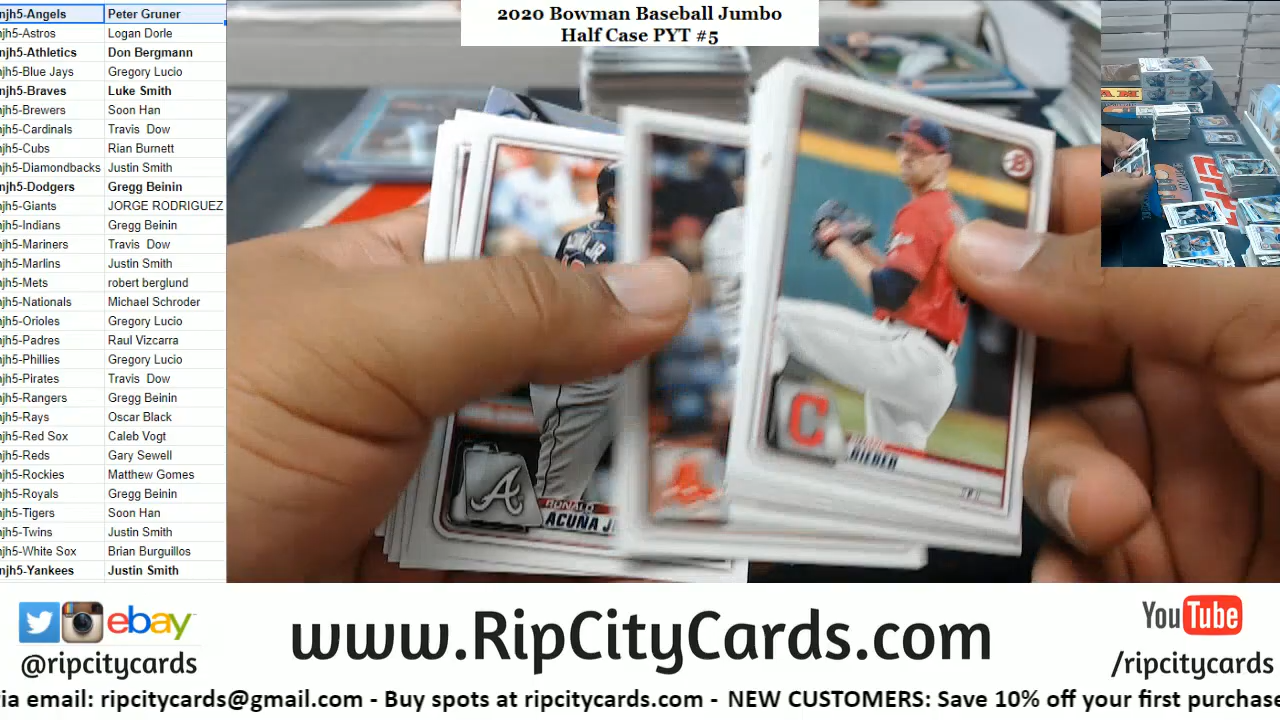 2020 Bowman Baseball Jumbo
Half Case PYT #5
njh5-Angels Peter Gruner
njh5-Astros Logan Dorle
njh5-Athletics Don Bergmann
njh5-Blue Jays Gregory Lucio
njh5-Braves Luke Smith
njh5-Brewers Soon Han
njh5-Cardinals Travis Dow
njh5-Cubs Rian Burnett
njh5-Diamondbacks Justin Smith
njh5-Dodgers Gregg Beinin
njh5-Giants JORGE RODRIGUEZ
njh5-Indians Gregg Beinin
njh5-Mariners Travis Dow
njh5-Marlins Justin Smith
njh5-Mets robert berglund
njh5-Nationals Michael Schroder
njh5-Orioles Gregory Lucio
njh5-Padres Raul Vizcarra
njh5-Phillies Gregory Lucio
njh5-Pirates Travis Dow
njh5-Rangers Gregg Beinin
njh5-Rays Oscar Black
njh5-Red Sox Caleb Vogt
njh5-Reds Gary Sewell
njh5-Rockies Matthew Gomes
njh5-Royals Gregg Beinin
njh5-Tigers Soon Han
njh5-Twins Justin Smith
njh5-White Sox Brian Burguillos
njh5-Yankees Justin Smith
B
C
BIEBER
A
RONALD
ACUNA J
ebay
@ripcitycards
www.RipCityCards.com
YouTube
/ripcitycards
ia email: ripcitycards@gmail.com - Buy spots at ripcitycards.com - NEW CUSTOMERS: Save 10% off your first purchase